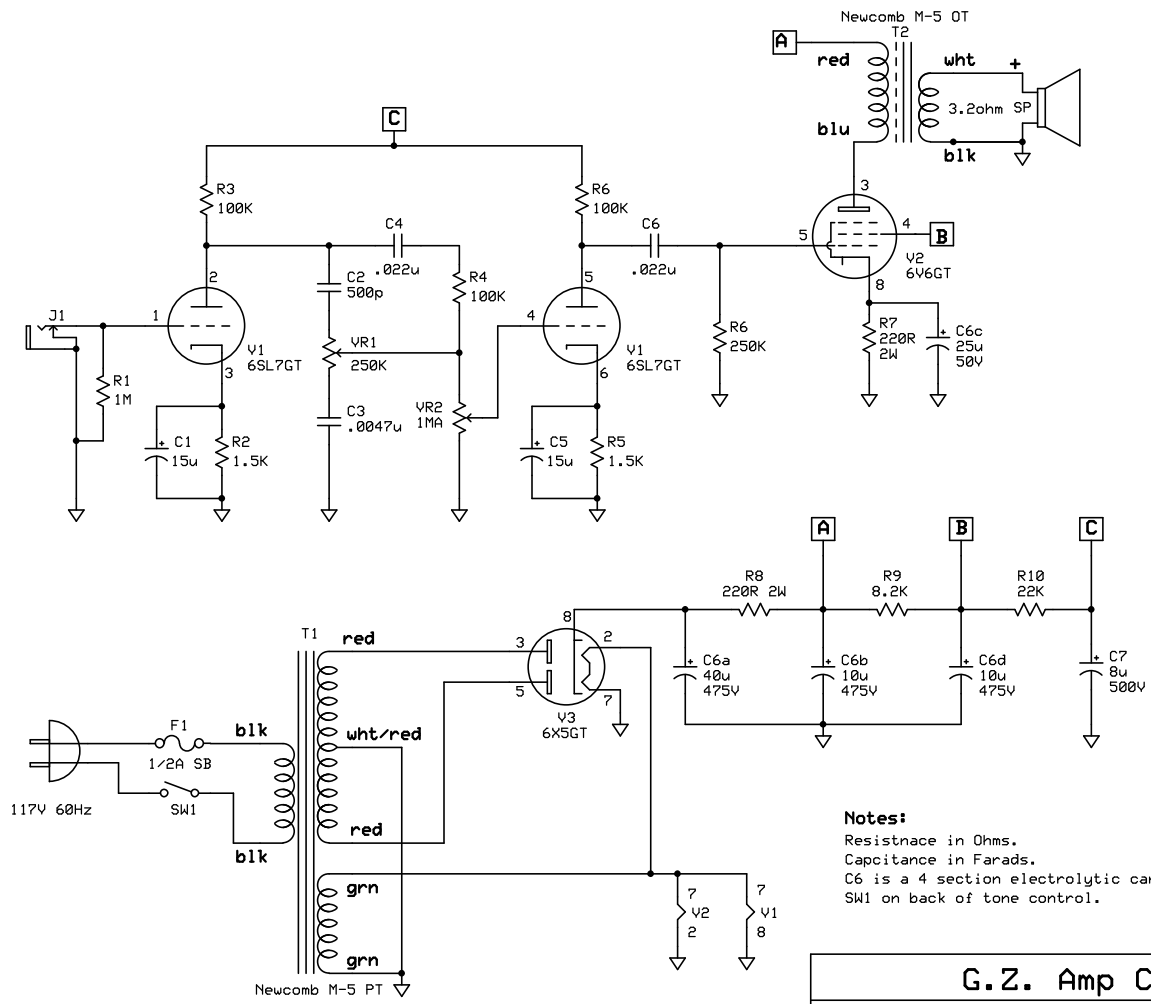 Newcomb M-5 OT
T2
A
red
wht
+
3.2ohm SP
blu
blk
C
R3
100K
R6
100K
3
C4
.022u
C6
.022u
5
4
B
V2
6V6GT
8
2
C2
500p
R4
100K
5
J1
1
4
V1
6SL7GT
3
VR1
250K
V1
6SL7GT
6
R6
250K
R7
220R
2W
+
C6c
25u
50V
R1
1M
C3
.0047u
VR2
1MA
+
C1
15u
R2
1.5K
+
C5
15u
R5
1.5K
A
B
C
R8
220R 2W
R9
8.2K
R10
22K
8
T1
red
3
2
5
7
V3
6X5GT
+
C6a
40u
475V
+
C6b
10u
475V
+
C6d
10u
475V
+
C7
8u
500V
F1
1/2A SB
blk
wht/red
SW1
117V 60Hz
red
blk
grn
grn
7
V2
2
7
V1
8
Newcomb M-5 PT
Notes:
Resistnace in Ohms.
Capcitance in Farads.
C6 is a 4 section electrolytic can
SW1 on back of tone control.
G.Z. Amp C